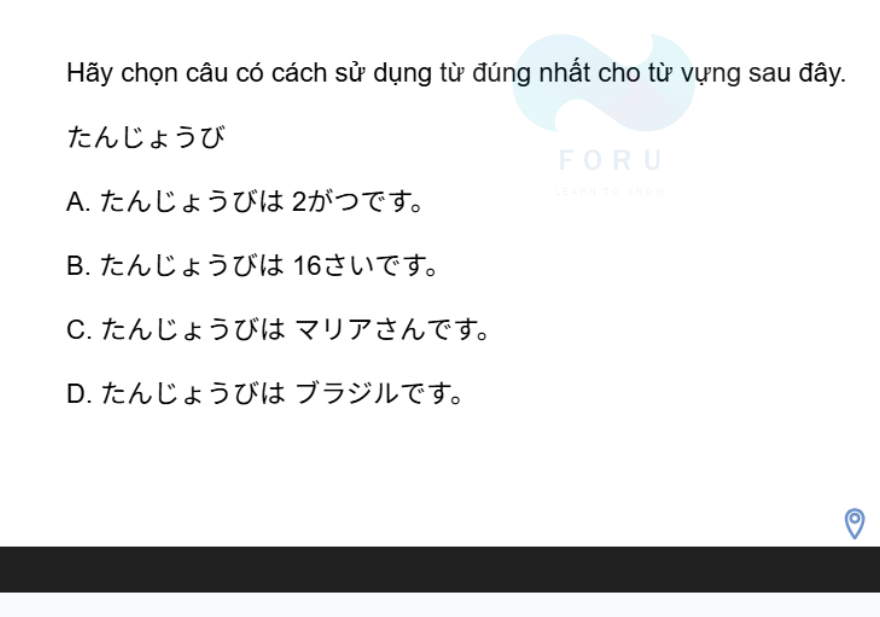 Hãy chọn câu có cách sử dụng từ đúng nhất cho từ vựng sau đây.
たんじょうび
FORU
LEARN TO KNOW
A. たんじょうびは 2がつです。
B. たんじょうびは 16さいです。
C. たんじょうびは マリアさんです。
D. たんじょうびは ブラジルです。